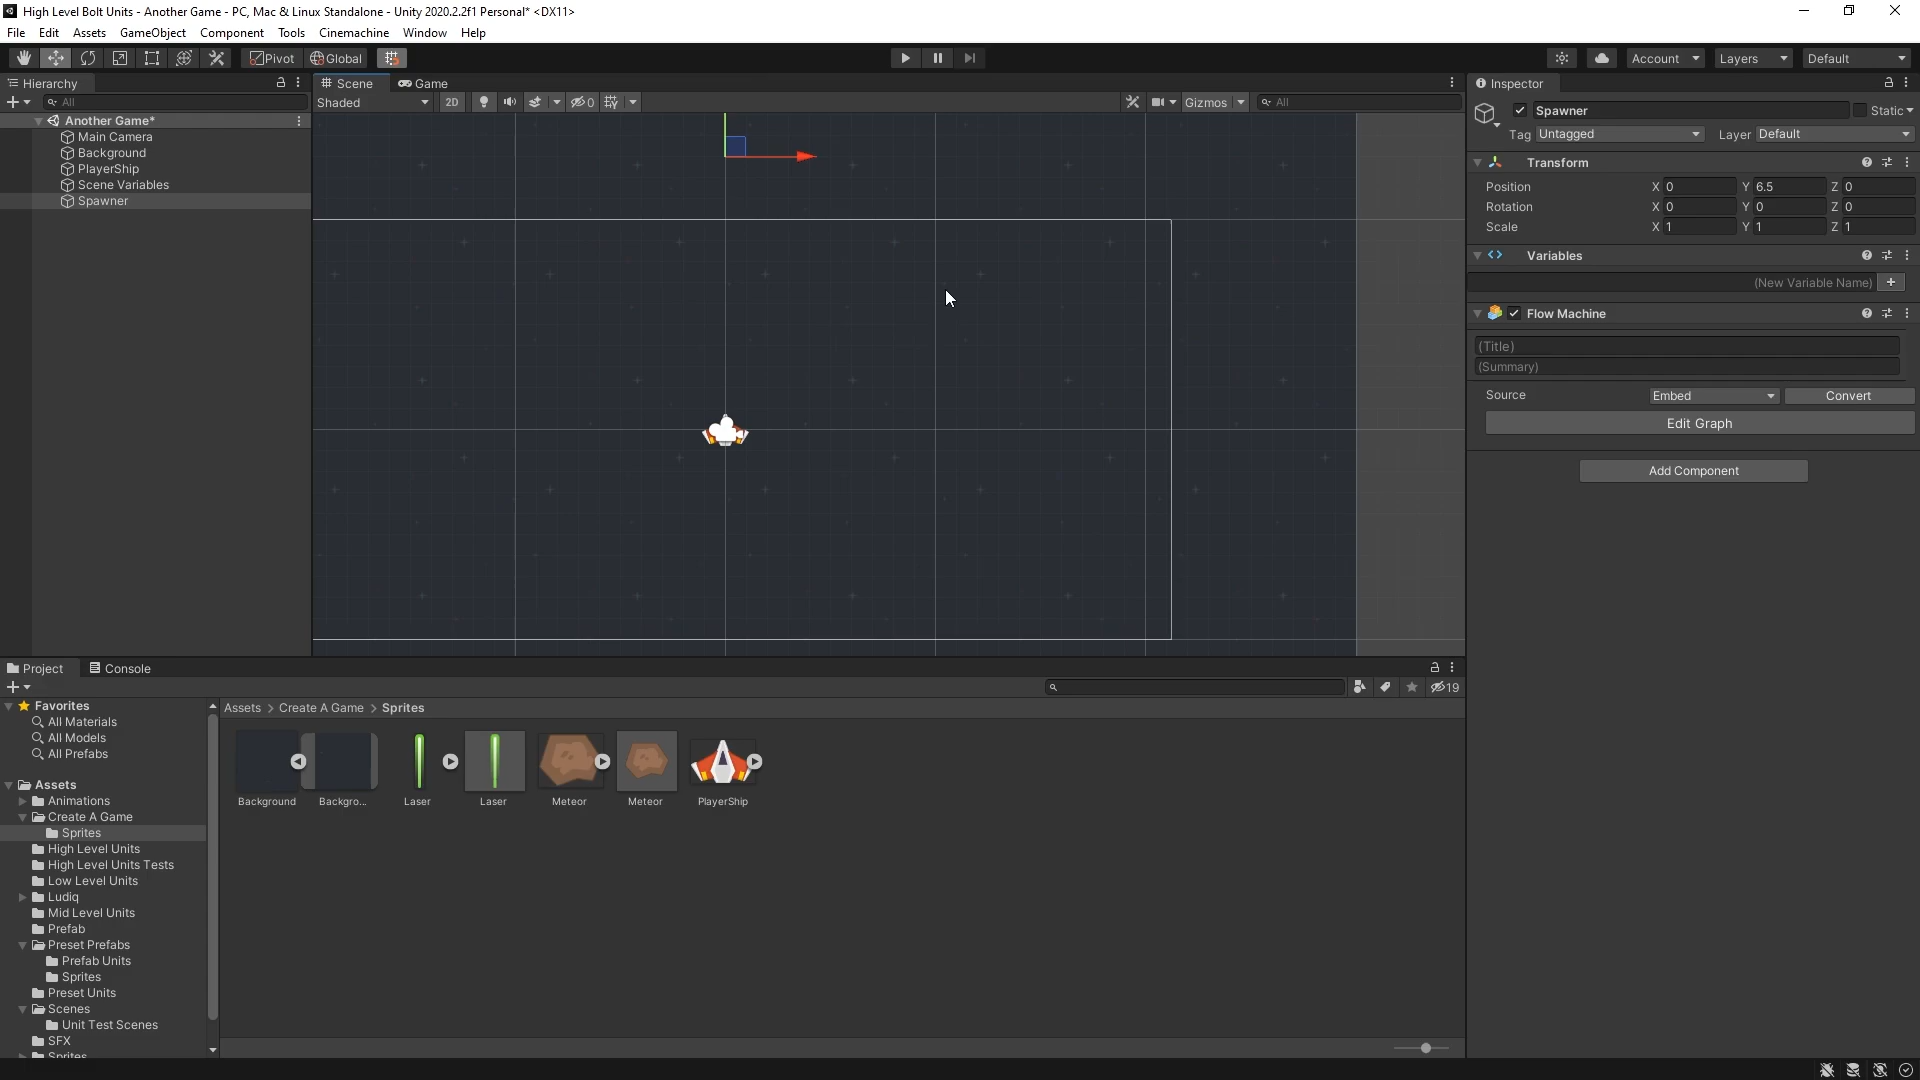 High Level Bolt Units - Another Game - PC, Mac & Linux Standalone - Unity 2020.2.2f1 Personal* <DX11>
File Edit Assets GameObject Component Tools Cinemachine Window Help
Pivot Global Account Layers Default
Hierarchy
All
Another Game*
Main Camera
Background
PlayerShip
Scene Variables
Spawner
Scene Game
Shaded 2D 0 Gizmos All
Inspector
Spawner Static
Tag Untagged Layer Default
Transform
Position X 0 Y 6.5 Z 0
Rotation X 0 Y 0 Z 0
Scale X 1 Y 1 Z 1
Variables
(New Variable Name)
Flow Machine
(Title)
(Summary)
Source Embed Convert
Edit Graph
Add Component
Project Console
19
Favorites
All Materials
All Models
All Prefabs
Assets
Animations
Create A Game
Sprites
High Level Units
High Level Units Tests
Low Level Units
Ludiq
Mid Level Units
Prefab
Preset Prefabs
Prefab Units
Sprites
Preset Units
Scenes
Unit Test Scenes
SFX
Sprites
Assets > Create A Game > Sprites
Background Backgro... Laser Laser Meteor Meteor PlayerShip